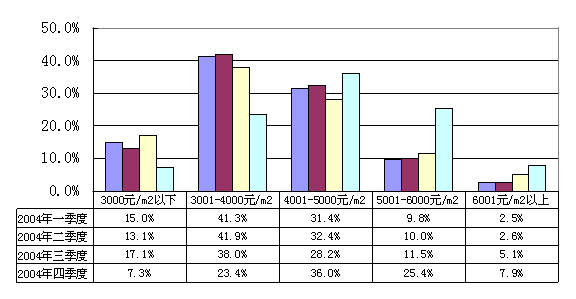 50.0%
40.0%
30.0%
20.0%
10.0%
0.0%
3000元/m2以下 3001-4000元/m2 4001-5000元/m2 5001-6000元/m2 6001元/m2以上
2004年一季度 15.0% 41.3% 31.4% 9.8% 2.5%
2004年二季度 13.1% 41.9% 32.4% 10.0% 2.6%
2004年三季度 17.1% 38.0% 28.2% 11.5% 5.1%
2004年四季度 7.3% 23.4% 36.0% 25.4% 7.9%